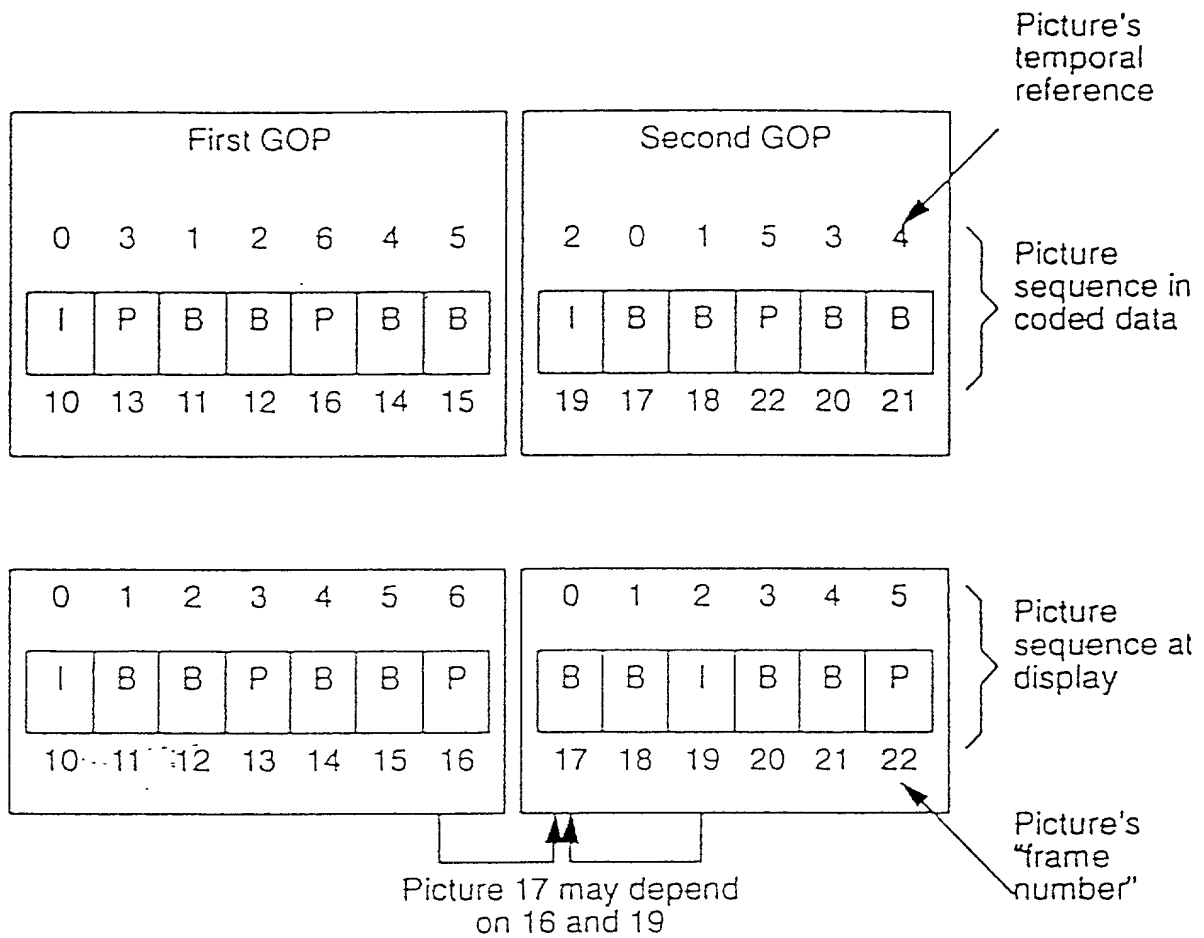 Picture's
temporal
reference
First GOP
Second GOP
0 3 1 2 6 4 5
2 0 1 5 3 4
I P B B P B B
I B B P B B
10 13 11 12 16 14 15
19 17 18 22 20 21
Picture
sequence in
coded data
0 1 2 3 4 5 6
0 1 2 3 4 5
I B B P B B P
B B I B B P
10 11 12 13 14 15 16
17 18 19 20 21 22
Picture
sequence at
display
Picture's
"frame
number"
Picture 17 may depend
on 16 and 19